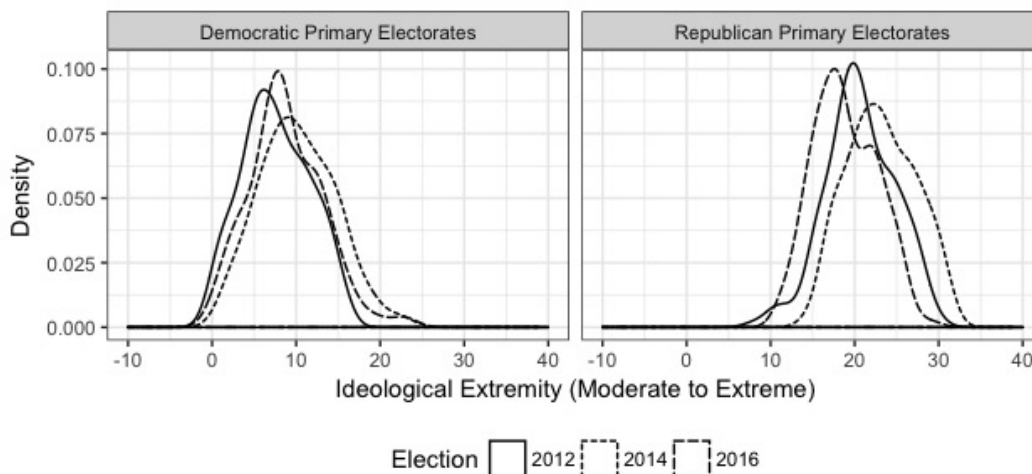 Democratic Primary Electorates
Republican Primary Electorates
0.100
0.075
0.050
0.025
0.000
Density
-10 0 10 20 30 40
-10 0 10 20 30 40
Ideological Extremity (Moderate to Extreme)
Election 2012 2014 2016